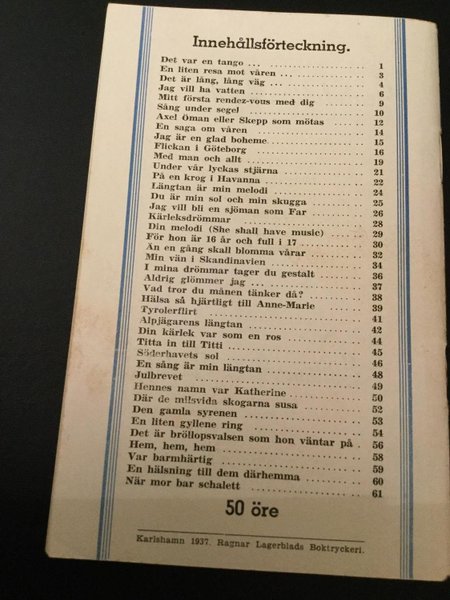 Innehållsförteckning.
Det var en tango ... 1
En liten resa mot våren ... 3
Det är lång, lång väg ... 4
Jag vill ha vatten ... 6
Mitt första rendez-vous med dig ... 9
Sång under segel ... 10
Axel Öman eller Skepp som mötas ... 12
En saga om våren ... 14
Jag är en glad boheme ... 15
Flickan i Göteborg ... 16
Med man och allt ... 19
Under vår lyckas stjärna ... 21
På en krog i Havanna ... 22
Längtan är min melodi ... 24
Du är min sol och min skugga ... 25
Jag vill bli en sjöman som Far ... 26
Kärleksdrömmar ... 28
Din melodi (She shall have music) ... 29
För hon är 16 år och full i 17 ... 30
Än en gång skall blomma vårar ... 32
Min vän i Skandinavien ... 34
I mina drömmar tager du gestalt ... 36
Aldrig glömmer jag ... 37
Vad tror du månen tänker då? ... 38
Hälsa så hjärtligt till Anne-Marie ... 39
Tyrolerflirt ... 41
Alpjägarens längtan ... 42
Din kärlek var som en ros ... 44
Titta in till Titti ... 45
Söderhavets sol ... 46
En sång är min längtan ... 48
Julbrevet ... 49
Hennes namn var Katherine ... 50
Där de milsvida skogarna susa ... 52
Den gamla syrenen ... 53
En liten gyllene ring ... 54
Det är bröllopsvalsen som hon väntar på . 56
Hem, hem, hem ... 58
Var barmhärtig ... 59
En hälsning till dem därhemma ... 60
När mor bar schalett ... 61
50 öre
Karlshamn 1937. Ragnar Lagerblads Boktryckeri.